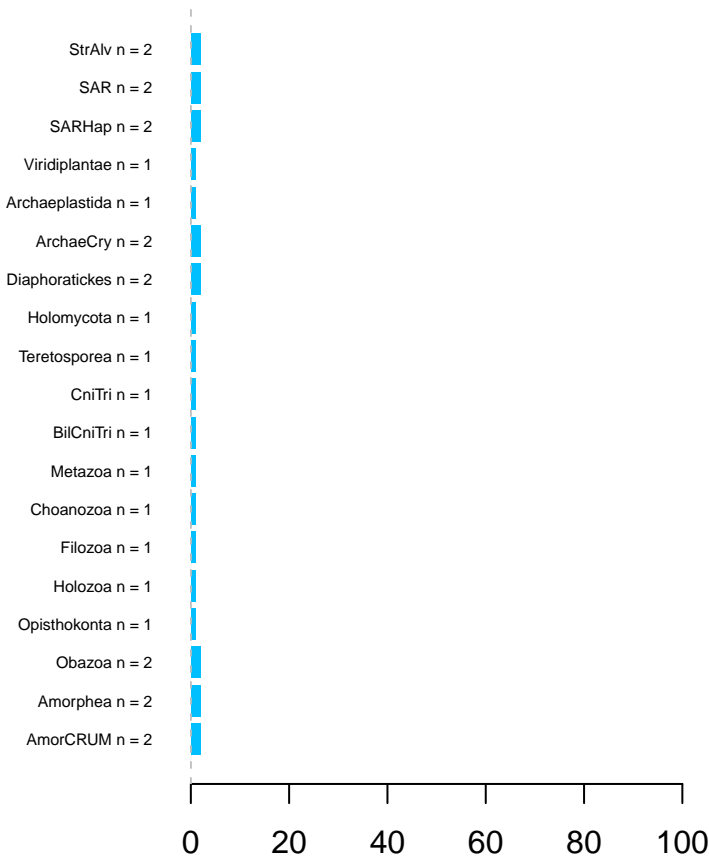 StrAlv n = 2
SAR n = 2
SARHap n = 2
Viridiplantae n = 1
Archaeplastida n = 1
ArchaeCry n = 2
Diaphoratickes n = 2
Holomycota n = 1
Teretosporea n = 1
CniTri n = 1
BilCniTri n = 1
Metazoa n = 1
Choanozoa n = 1
Filozoa n = 1
Holozoa n = 1
Opisthokonta n = 1
Obazoa n = 2
Amorphea n = 2
AmorCRUM n = 2
0 20 40 60 80 100